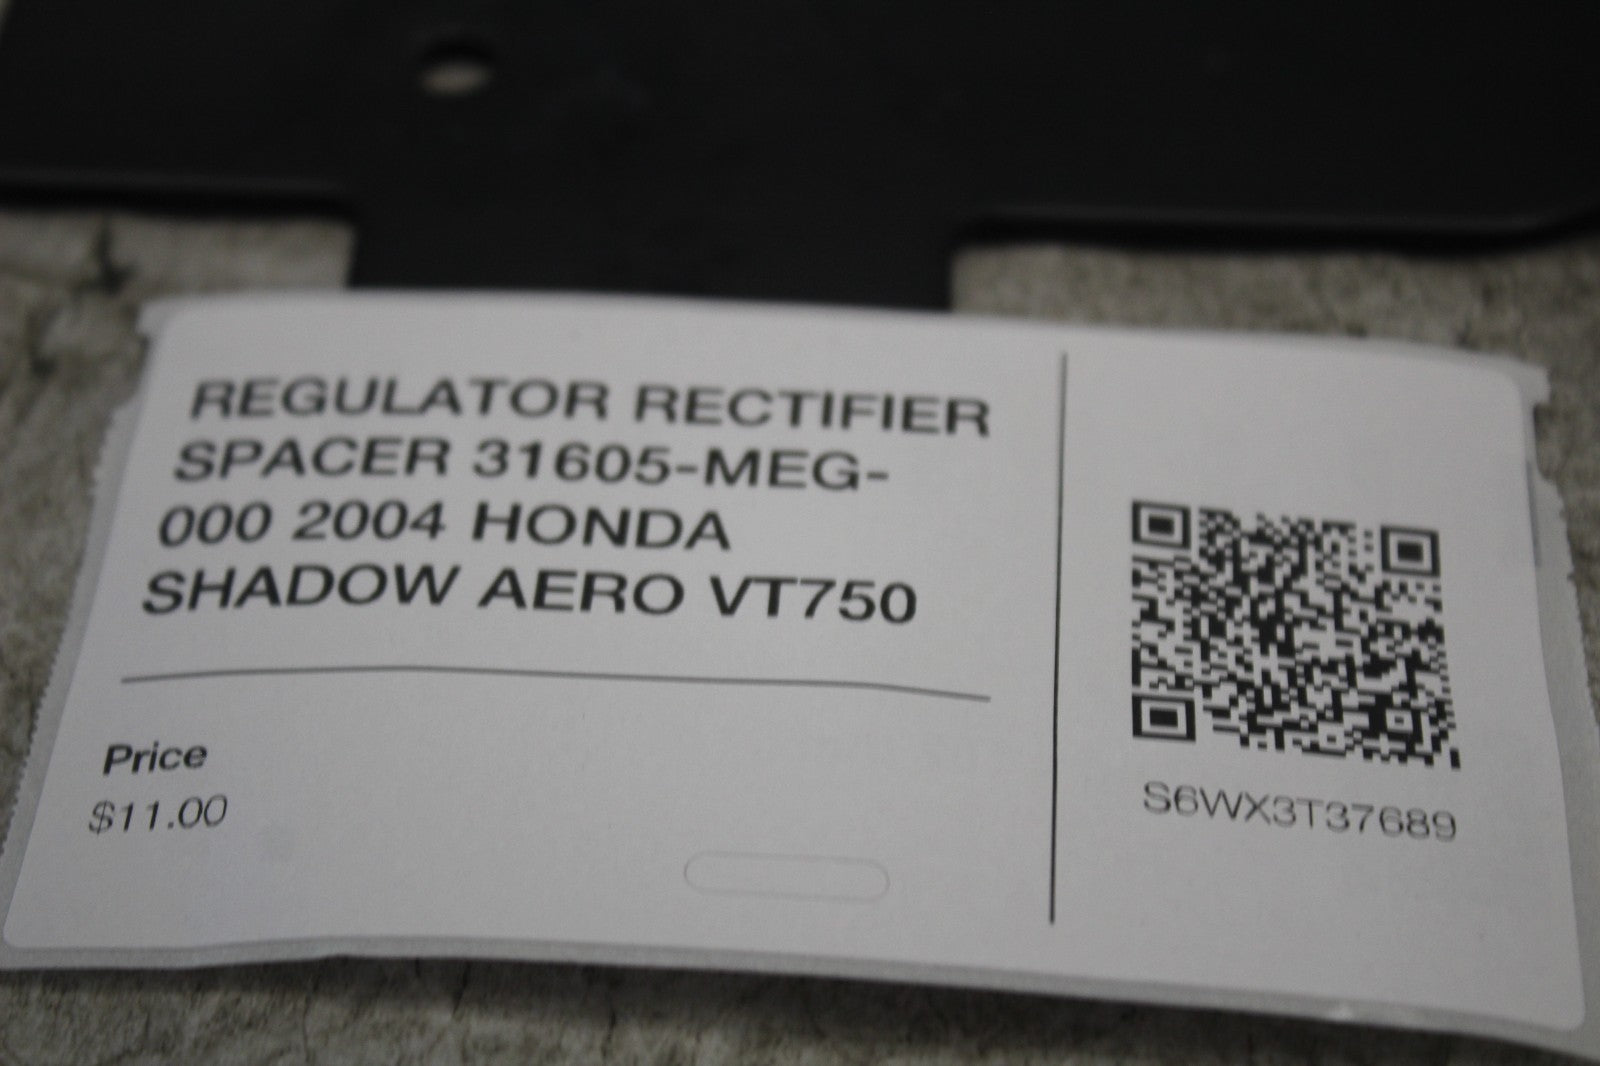 REGULATOR RECTIFIER
SPACER 31605-MEG-
000 2004 HONDA
SHADOW AERO VT750
Price
$11.00
S6WX3T37689